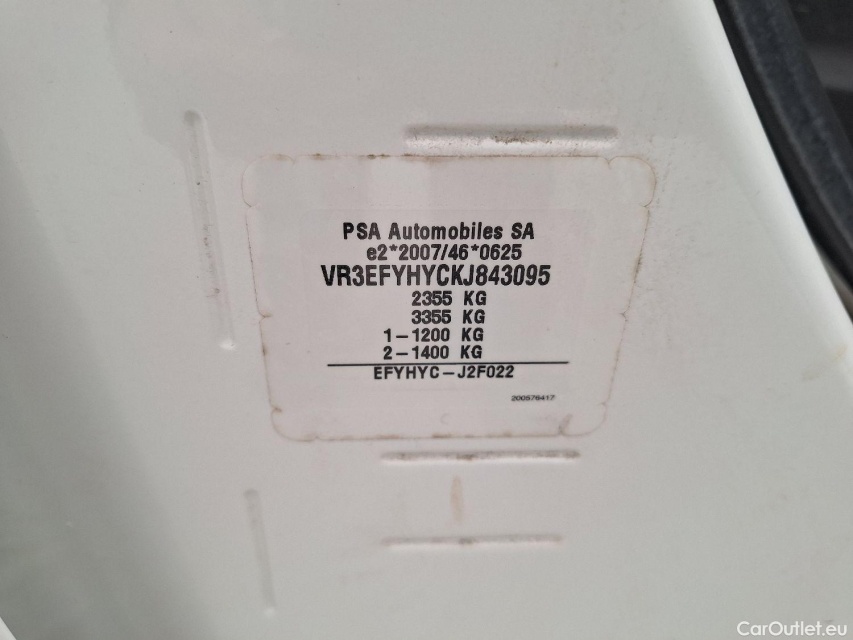 PSA Automobiles SA
e2*2007/46*0625
VR3EFYHYCKJ843095
2355 KG
3355 KG
1-1200 KG
2-1400 KG
EFYHYC-J2F022
200576417
CarOutlet.eu